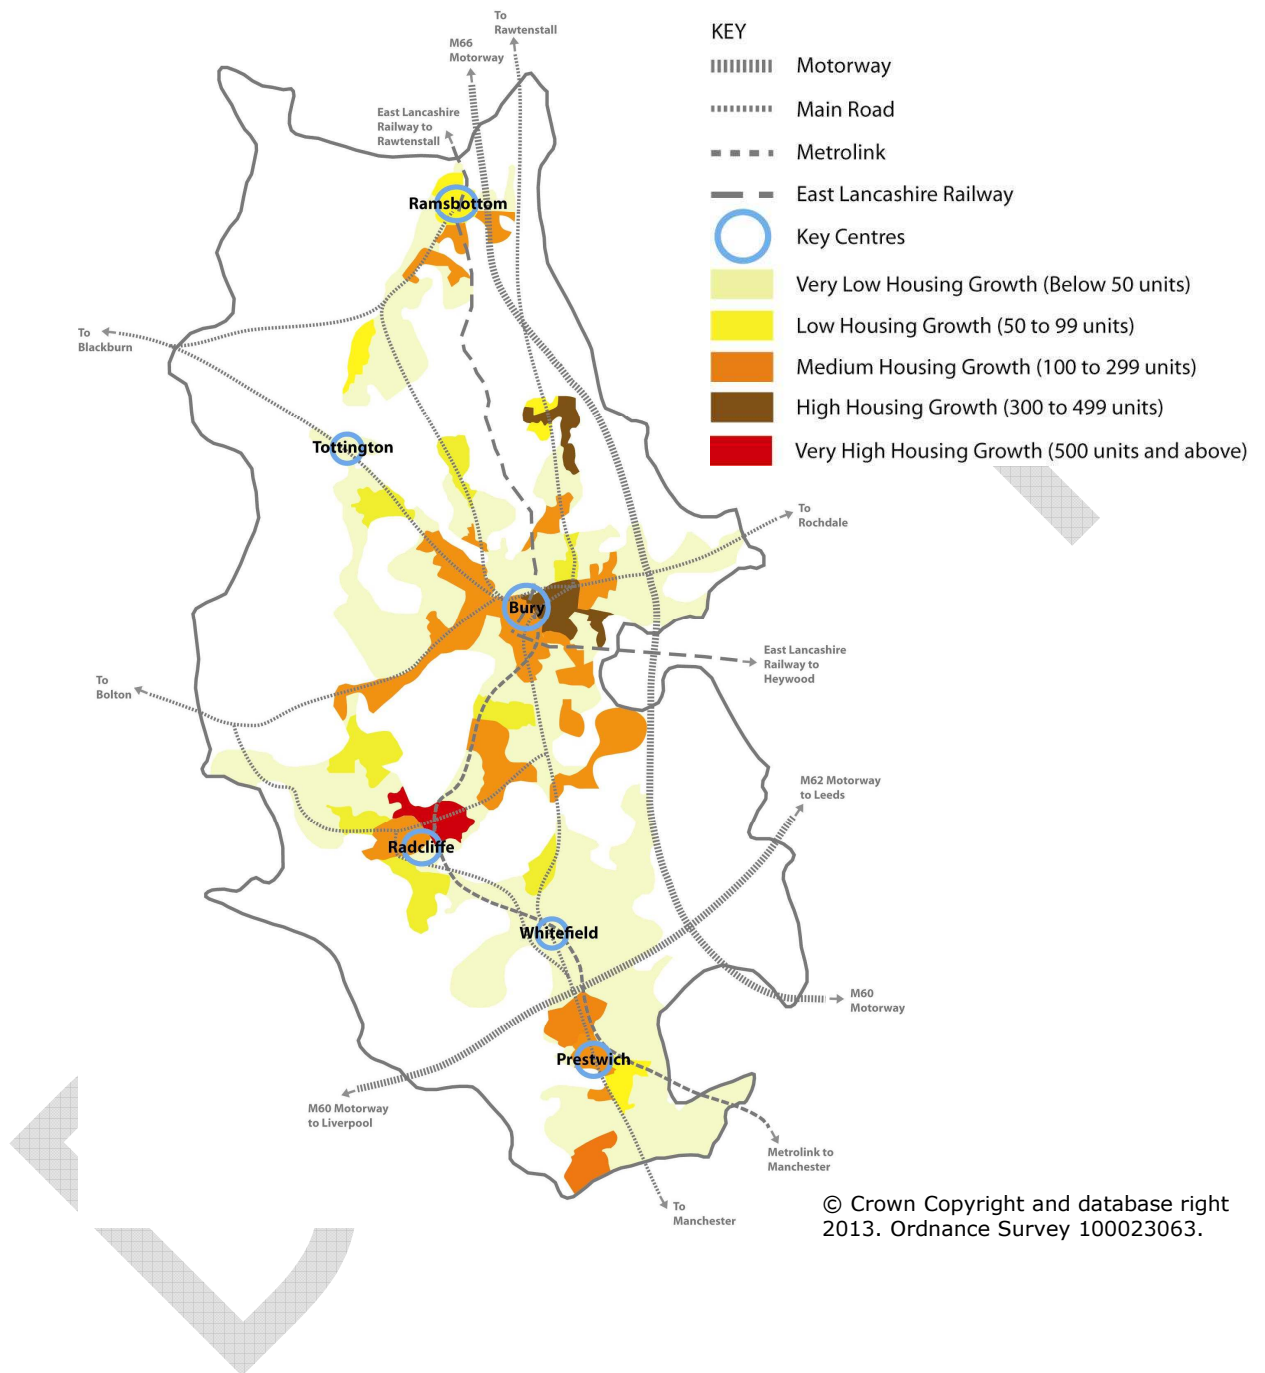 To
Rawtenstall
M66
Motorway
East Lancashire
Railway to
Rawtenstall
Ramsbottom
To
Blackburn
Tottington
To
Rochdale
Bury
East Lancashire
Railway to
Heywood
To
Bolton
M62 Motorway
to Leeds
Radcliffe
Whitefield
M60
Motorway
Prestwich
M60 Motorway
to Liverpool
Metrolink to
Manchester
To
Manchester
KEY
Motorway
Main Road
Metrolink
East Lancashire Railway
Key Centres
Very Low Housing Growth (Below 50 units)
Low Housing Growth (50 to 99 units)
Medium Housing Growth (100 to 299 units)
High Housing Growth (300 to 499 units)
Very High Housing Growth (500 units and above)
© Crown Copyright and database right
2013. Ordnance Survey 100023063.